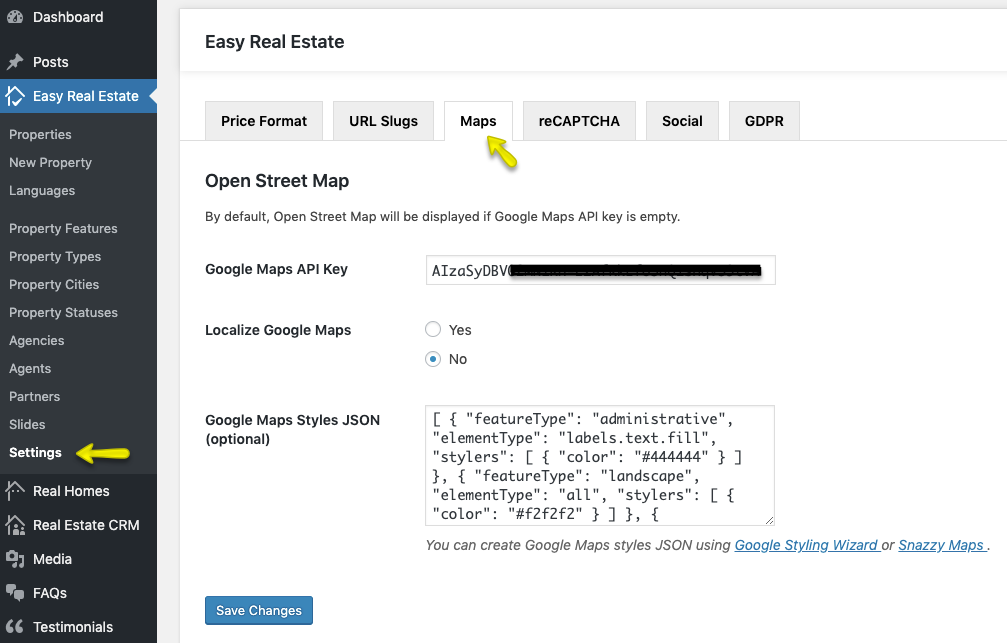 Dashboard
Posts
Easy Real Estate
Properties
New Property
Languages
Property Features
Property Types
Property Cities
Property Statuses
Agencies
Agents
Partners
Slides
Settings
Real Homes
Real Estate CRM
Media
FAQs
Testimonials
Easy Real Estate
Price Format
URL Slugs
Maps
reCAPTCHA
Social
GDPR
Open Street Map
By default, Open Street Map will be displayed if Google Maps API key is empty.
Google Maps API Key
AIzaSyDBV
Localize Google Maps
Yes
No
Google Maps Styles JSON
(optional)
[ { "featureType": "administrative",
"elementType": "labels.text.fill",
"stylers": [ { "color": "#444444" } ]
}, { "featureType": "landscape",
"elementType": "all", "stylers": [ {
"color": "#f2f2f2" } ] }, {
You can create Google Maps styles JSON using Google Styling Wizard or Snazzy Maps .
Save Changes